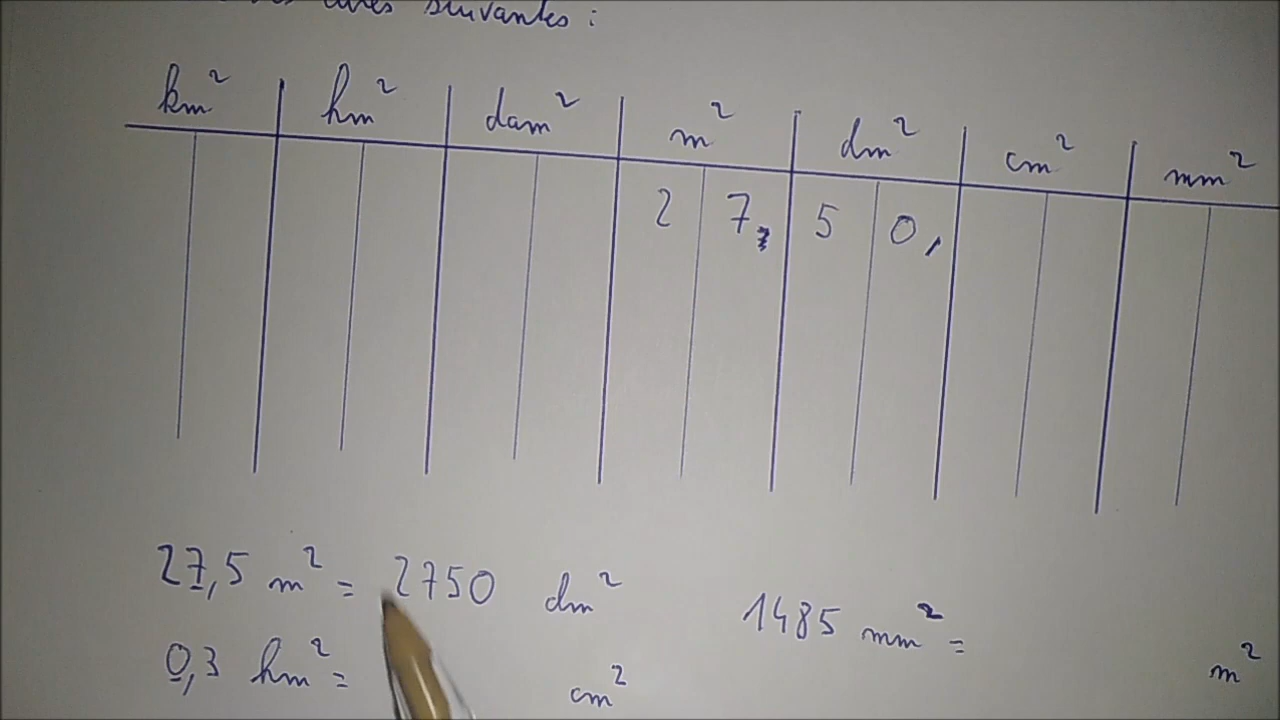 suivantes :
km² hm² dam² m² dm² cm² mm²
2 7, 5 0,
27,5 m² = 2750 dm²
1485 mm² = m²
0,3 hm² = cm²